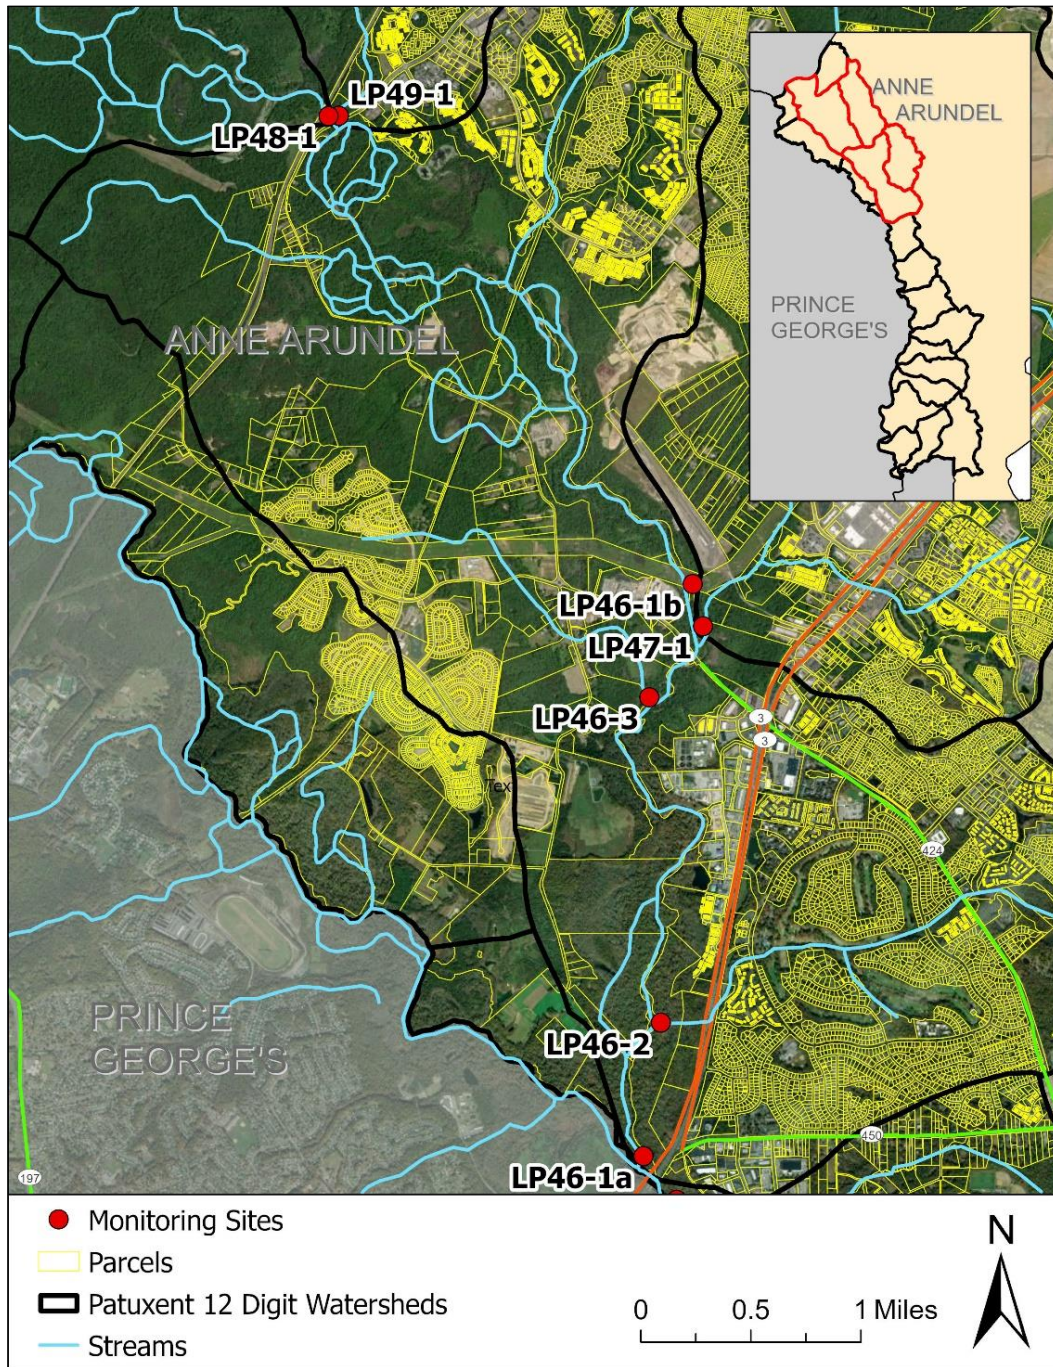 LP49-1
LP48-1
ANNE
ARUNDEL
PRINCE
GEORGE'S
ANNE ARUNDEL
LP46-1b
LP47-1
LP46-3
3
3
Tex
424
PRINCE
GEORGE'S
LP46-2
450
LP46-1a
197
Monitoring Sites
Parcels
Patuxent 12 Digit Watersheds
Streams
N
0 0.5 1 Miles